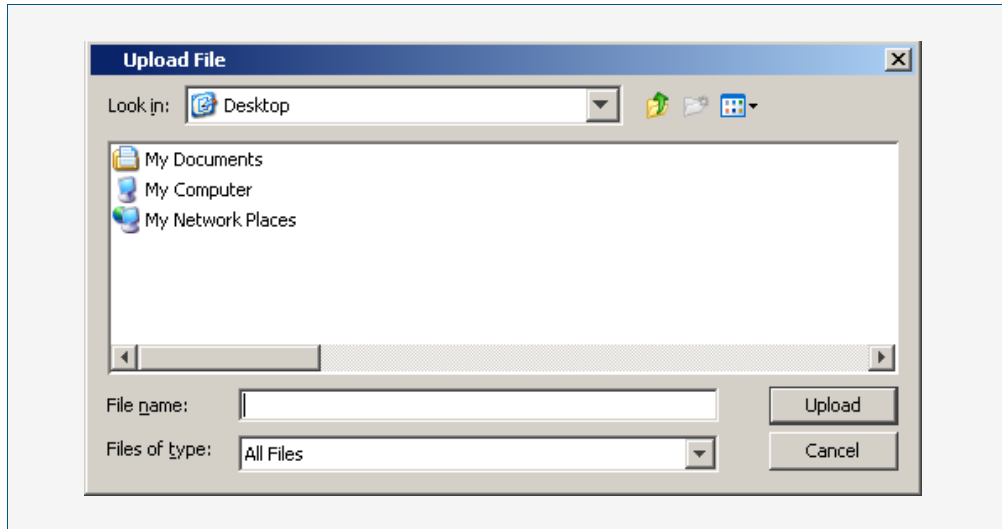 Upload File
Look in: Desktop
My Documents
My Computer
My Network Places
File name: Upload
Files of type: All Files Cancel